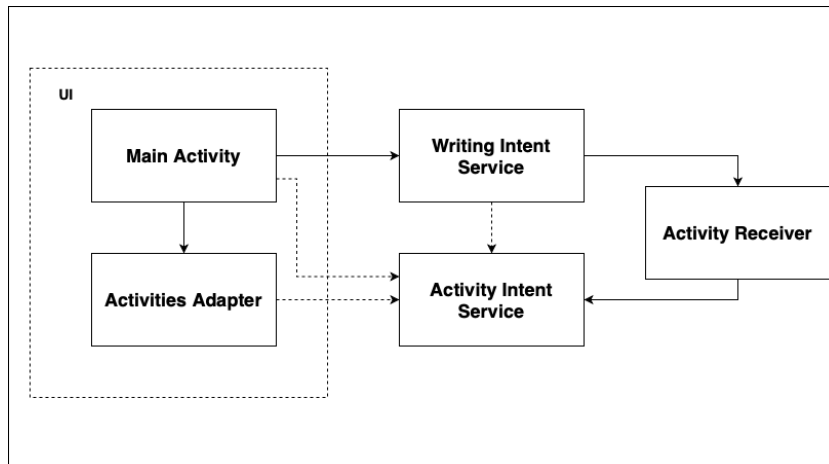 UI
Main Activity
Writing Intent
Service
Activity Receiver
Activities Adapter
Activity Intent
Service